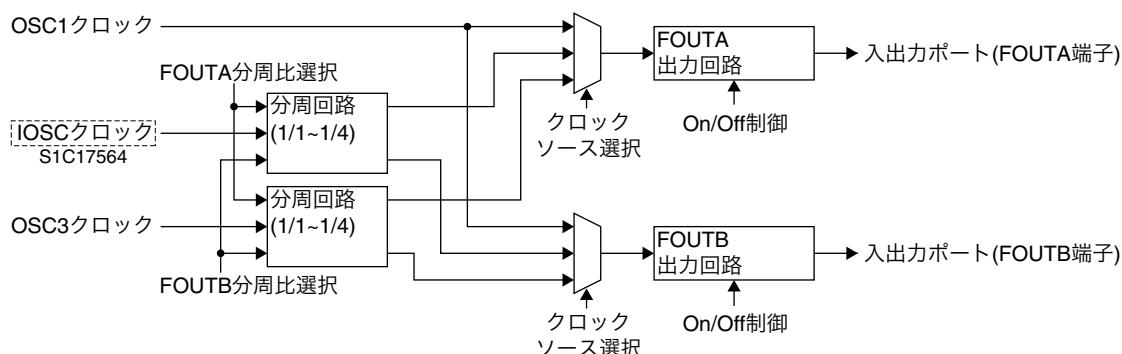 OSC1クロック
FOUTA
出力回路
入出力ポート(FOUTA端子)
FOUTA分周比選択
分周回路
(1/1~1/4)
クロック
ソース選択
On/Off制御
IOSCクロック
S1C17564
分周回路
(1/1~1/4)
OSC3クロック
FOUTB
出力回路
入出力ポート(FOUTB端子)
FOUTB分周比選択
クロック
ソース選択
On/Off制御